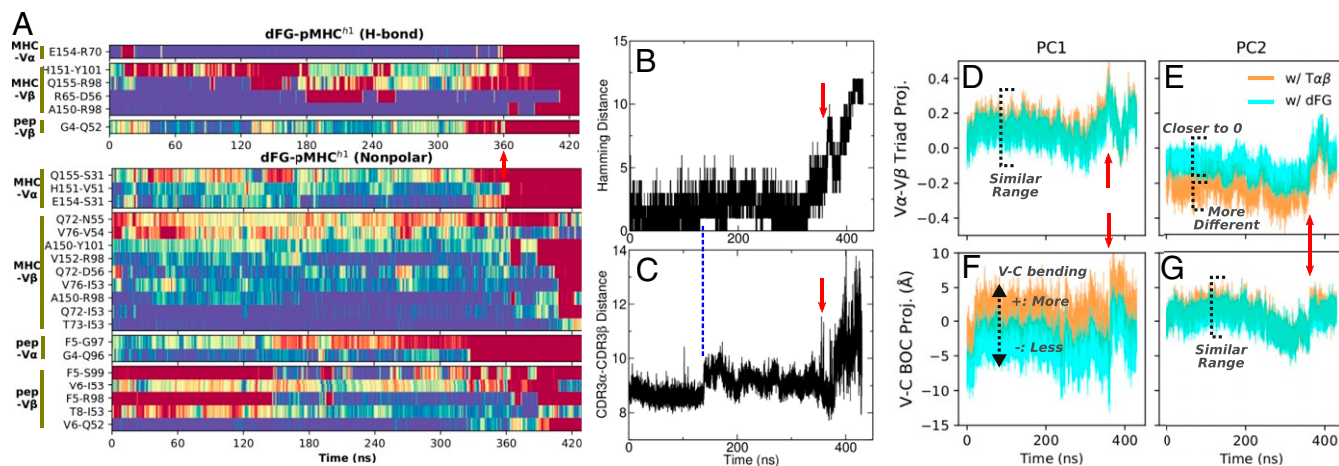 A
dFG-pMHC^h1 (H-bond)
MHC
-Vα
E154-R70
MHC
-Vβ
H151-Y101
Q155-R98
R65-D56
A150-R98
pep
-Vβ
G4-Q52
0 60 120 180 240 300 360 420
dFG-pMHC^h1 (Nonpolar)
MHC
-Vα
Q155-S31
H151-V51
E154-S31
MHC
-Vβ
Q72-N55
V76-V54
A150-Y101
V152-R98
Q72-D56
V76-I53
A150-R98
Q72-I53
T73-I53
pep
-Vα
F5-G97
G4-Q96
pep
-Vβ
F5-S99
V6-I53
F5-R98
T8-I53
V6-Q52
0 60 120 180 240 300 360 420
Time (ns)
B
Hamming Distance
15
10
5
0
0 200 400
C
CDR3α-CDR3β Distance
14
12
10
8
0 200 400
Time (ns)
PC1
D
Vα-Vβ Triad Proj.
0.4
0.2
0.0
−0.2
−0.4
Similar
Range
PC2
E
w/ Tαβ
w/ dFG
Closer to 0
More
Different
F
V-C BOC Proj. (Å)
10
5
0
−5
−10
−15
V-C bending
+: More
-: Less
0 200 400
Time (ns)
G
Similar
Range
0 200 400
Time (ns)